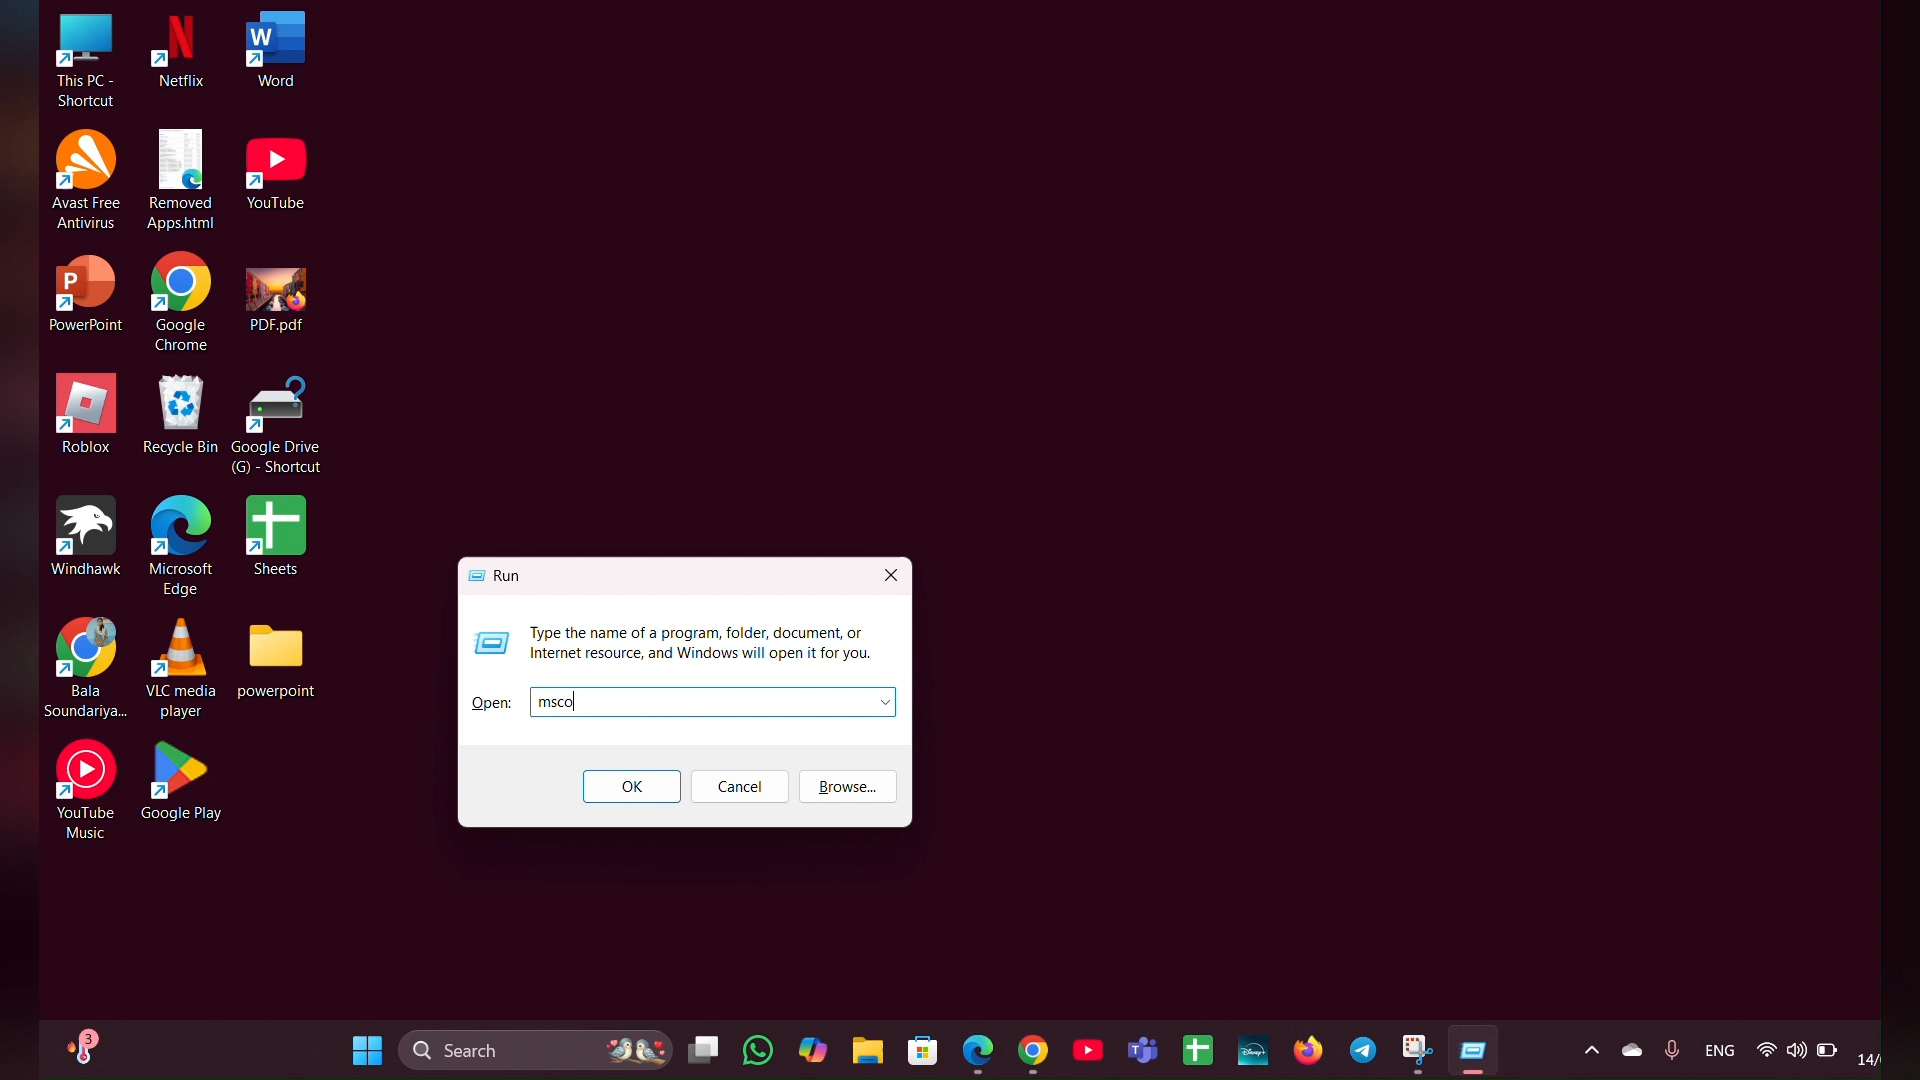 This PC -
Shortcut
Netflix
W
Word
Avast Free
Antivirus
Removed
Apps.html
YouTube
P
PowerPoint
Google
Chrome
PDF.pdf
Roblox
Recycle Bin
Google Drive
(G) - Shortcut
Windhawk
Microsoft
Edge
Sheets
Bala
Soundariya...
VLC media
player
powerpoint
YouTube
Music
Google Play
Run
Type the name of a program, folder, document, or
Internet resource, and Windows will open it for you.
Open:
msco
OK
Cancel
Browse...
3
Search
T
Disney+
ENG
14/